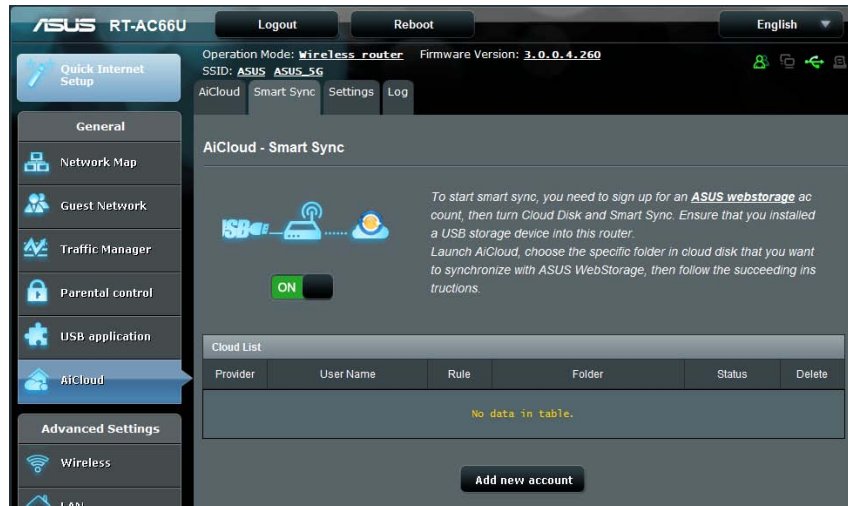 ASUS RT-AC66U Logout Reboot English
Quick Internet Setup
Operation Mode: Wireless router Firmware Version: 3.0.0.4.260
SSID: ASUS ASUS_5G
AiCloud Smart Sync Settings Log
General
Network Map
Guest Network
Traffic Manager
Parental control
USB application
AiCloud
Advanced Settings
Wireless
LAN
AiCloud - Smart Sync
To start smart sync, you need to sign up for an ASUS webstorage ac
count, then turn Cloud Disk and Smart Sync. Ensure that you installed
a USB storage device into this router.
Launch AiCloud, choose the specific folder in cloud disk that you want
to synchronize with ASUS WebStorage, then follow the succeeding ins
tructions.
USB
ON
Cloud List
Provider User Name Rule Folder Status Delete
No data in table.
Add new account